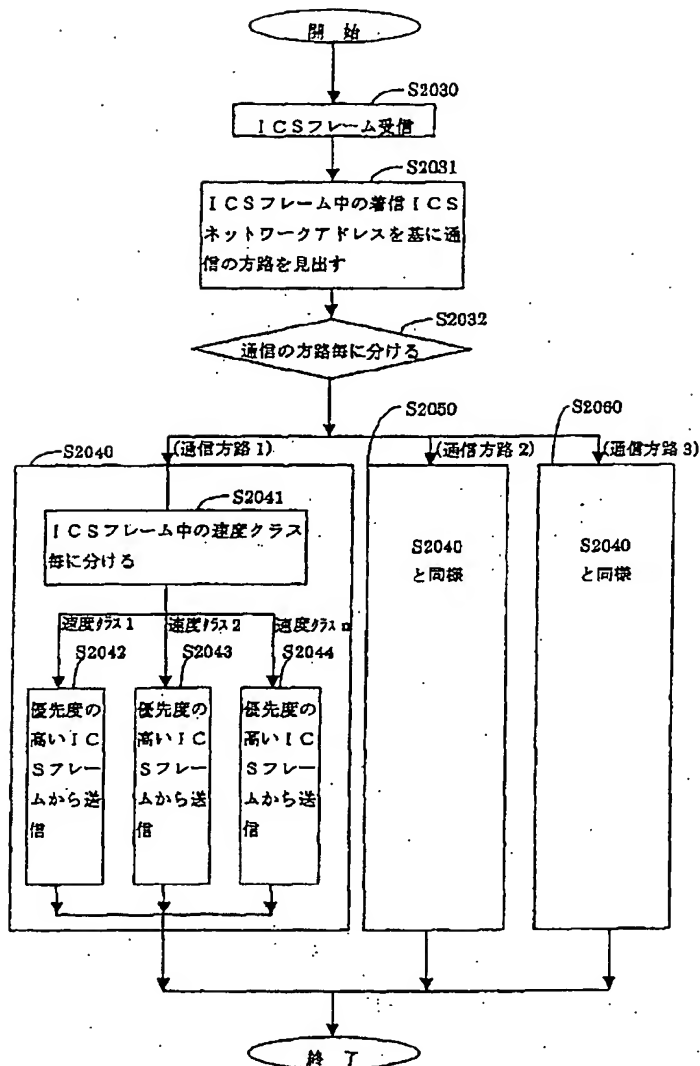 開 始
S2030
ICSフレーム受信
S2031
ICSフレーム中の着信ICS
ネットワークアドレスを基に通
信の方路を見出す
S2032
通信の方路毎に分ける
S2040
(通信方路1)
S2050
(通信方路2)
S2060
(通信方路3)
S2041
ICSフレーム中の速度クラス
毎に分ける
速度クラス1
速度クラス2
速度クラスn
S2042
S2043
S2044
優先度の
高いIC
Sフレー
ムから送
信
優先度の
高いIC
Sフレー
ムから送
信
優先度の
高いIC
Sフレー
ムから送
信
S2040
と同様
S2040
と同様
終 了